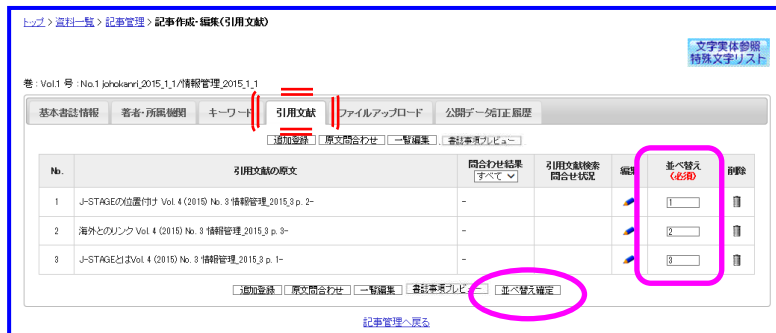 トップ > 資料一覧 > 記事管理 > 記事作成・編集(引用文献)
文字実体参照
特殊文字リスト
巻 : Vol.1 号 : No.1 johokanri_2015_1_1/情報管理_2015_1_1
基本書誌情報 著者・所属機関 キーワード 引用文献 ファイルアップロード 公開データ訂正履歴
追加登録 原文問合わせ 一覧編集 書誌事項プレビュー
No. 引用文献の原文 問合わせ結果 すべて 引用文献検索 問合せ状況 編集 並べ替え (必須) 削除
1 J-STAGEの位置付け Vol. 4 (2015) No. 3 情報管理_2015_3 p. 2- - 1
2 海外とのリンク Vol. 4 (2015) No. 3 情報管理_2015_3 p. 3- - 2
3 J-STAGEとはVol. 4 (2015) No. 3 情報管理_2015_3 p. 1- - 3
追加登録 原文問合わせ 一覧編集 書誌事項プレビュー 並べ替え確定
記事管理へ戻る